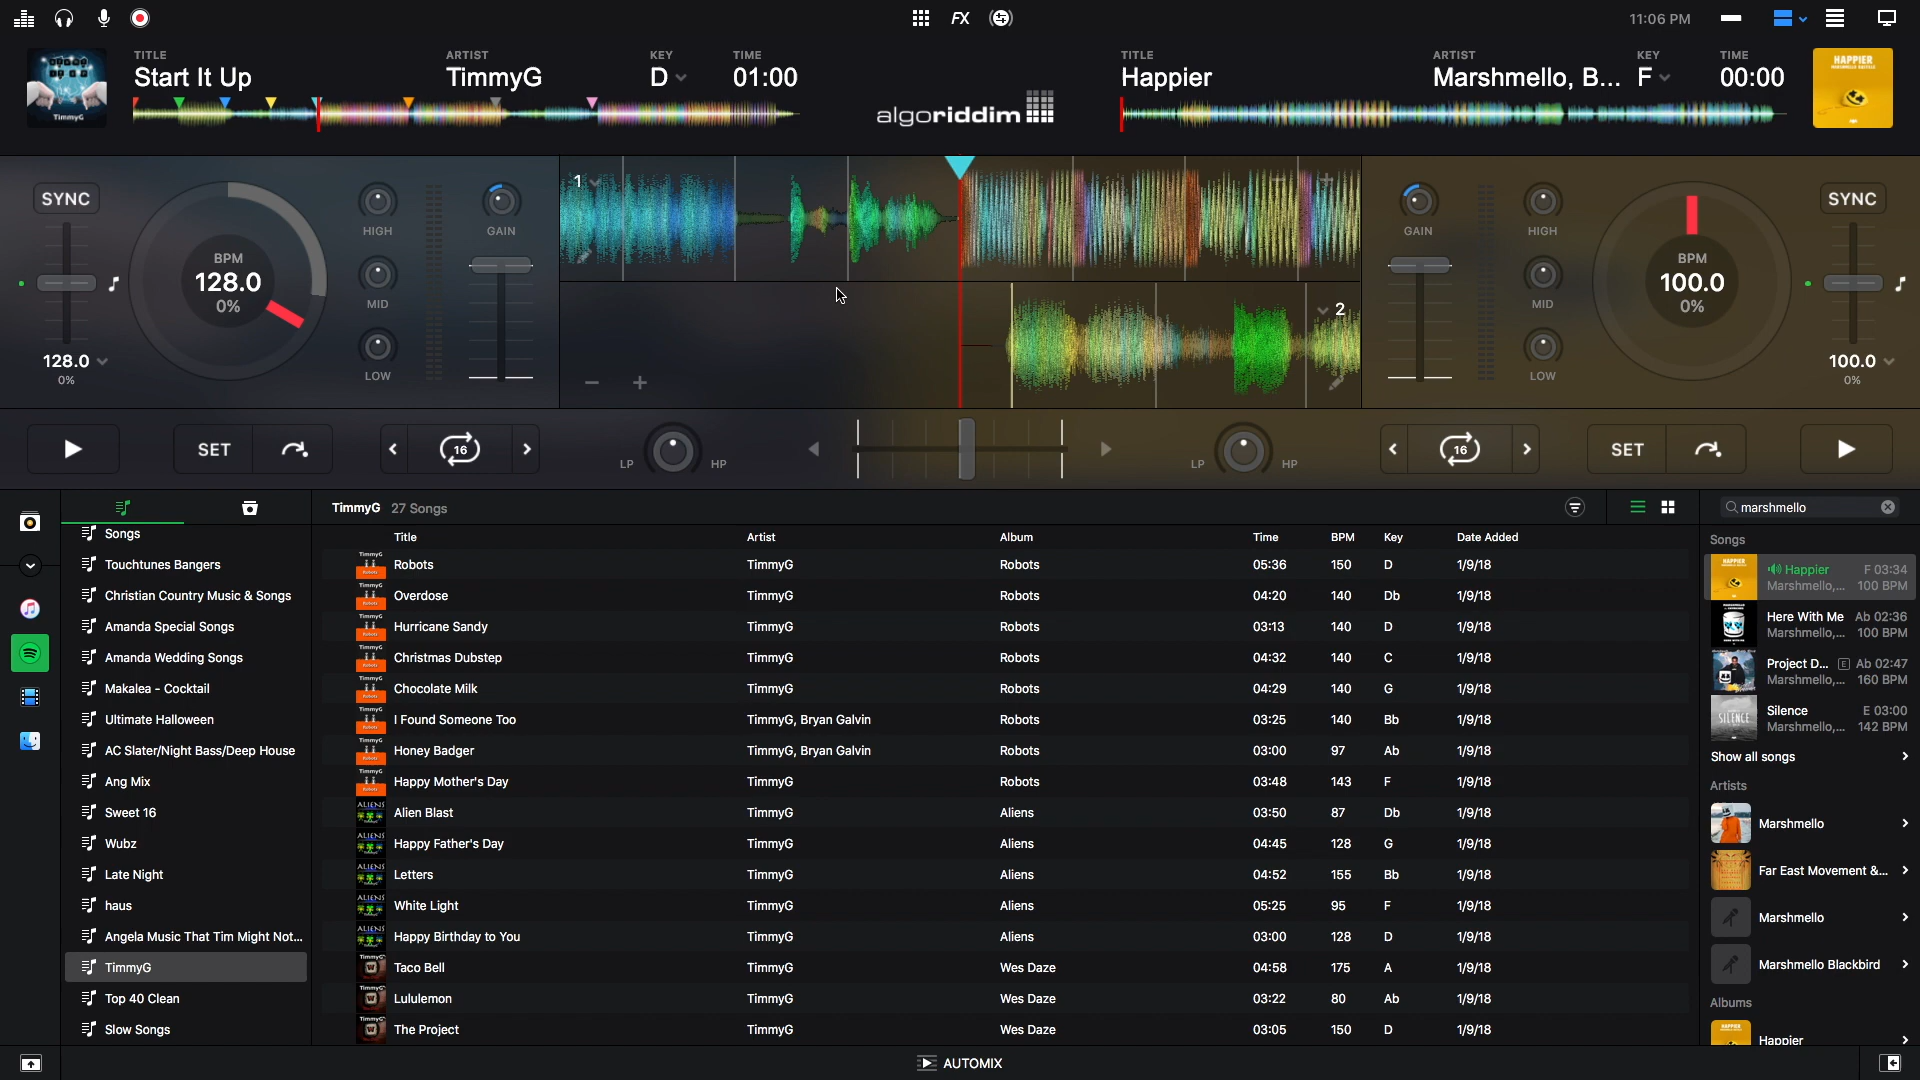 FX
11:06 PM
TITLE ARTIST KEY TIME
Start It Up TimmyG D 01:00
TimmyG
algoriddim
TITLE ARTIST KEY TIME
Happier Marshmello, B... F 00:00
HAPPIER
SYNC
BPM
128.0
0%
128.0
0%
HIGH
MID
LOW
GAIN
1
2
GAIN
HIGH
MID
LOW
BPM
100.0
0%
SYNC
100.0
0%
SET 16 LP HP LP HP 16 SET
TimmyG 27 Songs
marshmello
Songs
Touchtunes Bangers
Christian Country Music & Songs
Amanda Special Songs
Amanda Wedding Songs
Makalea - Cocktail
Ultimate Halloween
AC Slater/Night Bass/Deep House
Ang Mix
Sweet 16
Wubz
Late Night
haus
Angela Music That Tim Might Not...
TimmyG
Top 40 Clean
Slow Songs
Title Artist Album Time BPM Key Date Added
Robots TimmyG Robots 05:36 150 D 1/9/18
Overdose TimmyG Robots 04:20 140 Db 1/9/18
Hurricane Sandy TimmyG Robots 03:13 140 D 1/9/18
Christmas Dubstep TimmyG Robots 04:32 140 C 1/9/18
Chocolate Milk TimmyG Robots 04:29 140 G 1/9/18
I Found Someone Too TimmyG, Bryan Galvin Robots 03:25 140 Bb 1/9/18
Honey Badger TimmyG, Bryan Galvin Robots 03:00 97 Ab 1/9/18
Happy Mother's Day TimmyG Robots 03:48 143 F 1/9/18
Alien Blast TimmyG Aliens 03:50 87 Db 1/9/18
Happy Father's Day TimmyG Aliens 04:45 128 G 1/9/18
Letters TimmyG Aliens 04:52 155 Bb 1/9/18
White Light TimmyG Aliens 05:25 95 F 1/9/18
Happy Birthday to You TimmyG Aliens 03:00 128 D 1/9/18
Taco Bell TimmyG Wes Daze 04:58 175 A 1/9/18
Lululemon TimmyG Wes Daze 03:22 80 Ab 1/9/18
The Project TimmyG Wes Daze 03:05 150 D 1/9/18
Songs
Happier F 03:34
Marshmello,... 100 BPM
Here With Me Ab 02:36
Marshmello,... 100 BPM
Project D... E Ab 02:47
Marshmello,... 160 BPM
SILENCE
Silence E 03:00
Marshmello,... 142 BPM
Show all songs
Artists
Marshmello
Far East Movement &...
Marshmello
Marshmello Blackbird
Albums
HAPPIER
Happier
AUTOMIX